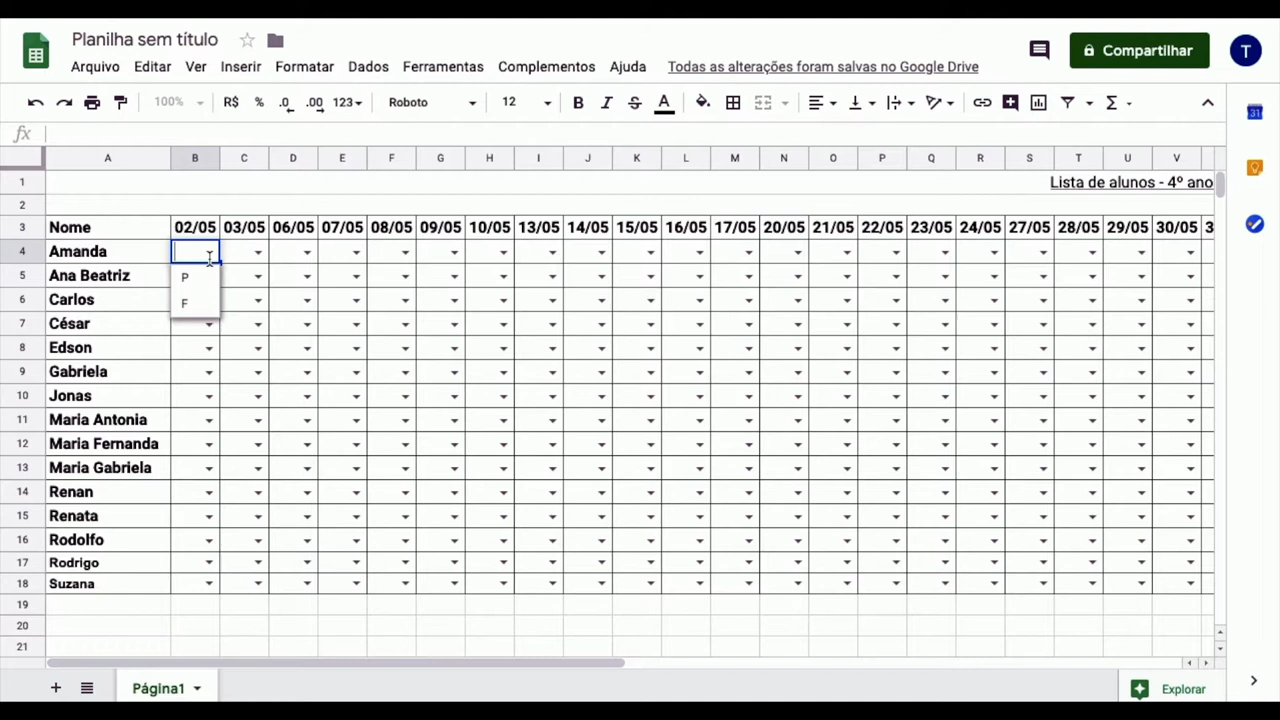 Planilha sem título
Compartilhar
T
Arquivo Editar Ver Inserir Formatar Dados Ferramentas Complementos Ajuda Todas as alterações foram salvas no Google Drive
100% R$ % .0 .00 123 Roboto 12 B I S A Σ
31
fx
A B C D E F G H I J K L M N O P Q R S T U V
1 Lista de alunos - 4º ano
2
3 Nome 02/05 03/05 06/05 07/05 08/05 09/05 10/05 13/05 14/05 15/05 16/05 17/05 20/05 21/05 22/05 23/05 24/05 27/05 28/05 29/05 30/05 3
4 Amanda
5 Ana Beatriz P
6 Carlos F
7 César
8 Edson
9 Gabriela
10 Jonas
11 Maria Antonia
12 Maria Fernanda
13 Maria Gabriela
14 Renan
15 Renata
16 Rodolfo
17 Rodrigo
18 Suzana
19
20
21
Página1
Explorar